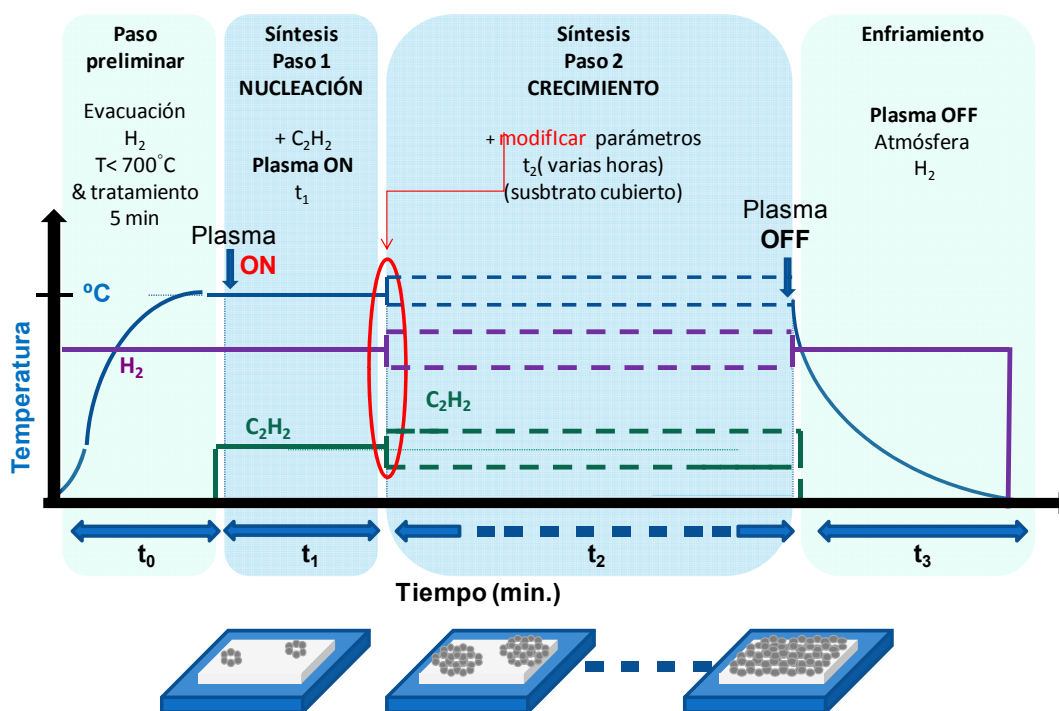 Paso
preliminar
Evacuación
H₂
T< 700°C
& tratamiento
5 min
Síntesis
Paso 1
NUCLEACIÓN
+ C₂H₂
Plasma ON
t₁
Síntesis
Paso 2
CRECIMIENTO
+ modifIcar parámetros
t₂( varias horas)
(susbtrato cubierto)
Enfriamiento
Plasma OFF
Atmósfera
H₂
Plasma
ON
Plasma
OFF
ºC
Temperatura
H₂
C₂H₂
C₂H₂
t₀
t₁
t₂
t₃
Tiempo (min.)